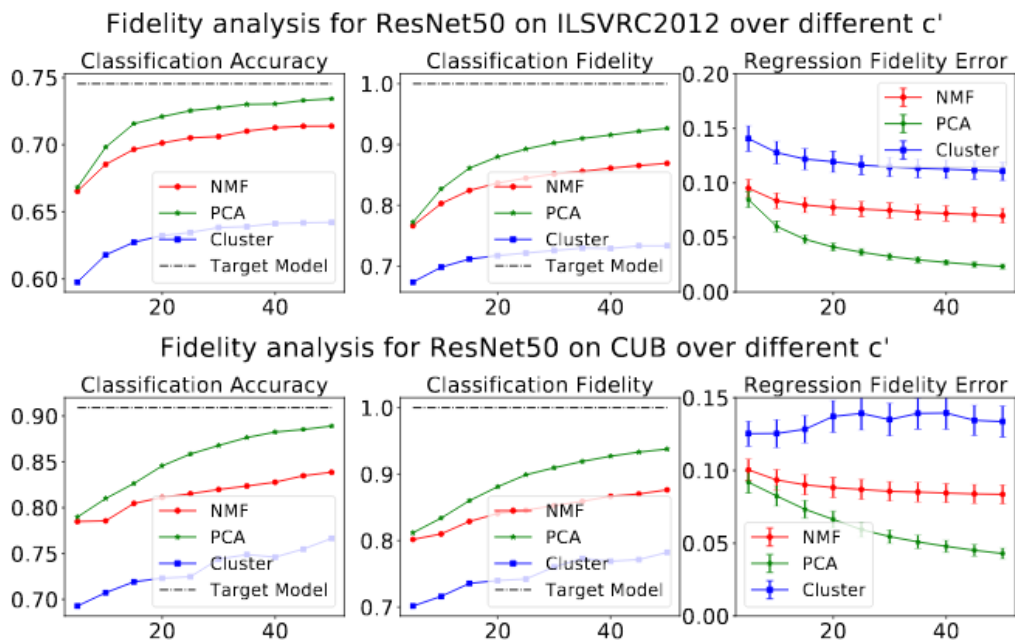 Fidelity analysis for ResNet50 on ILSVRC2012 over different c'
Classification Accuracy
0.75
0.70
0.65
0.60
20
40
NMF
PCA
Cluster
Target Model
Classification Fidelity
1.0
0.9
0.8
0.7
20
40
NMF
PCA
Cluster
Target Model
Regression Fidelity Error
0.20
0.15
0.10
0.05
0.00
20
40
NMF
PCA
Cluster
Fidelity analysis for ResNet50 on CUB over different c'
Classification Accuracy
0.90
0.85
0.80
0.75
0.70
20
40
NMF
PCA
Cluster
Target Model
Classification Fidelity
1.0
0.9
0.8
0.7
20
40
NMF
PCA
Cluster
Target Model
Regression Fidelity Error
0.15
0.10
0.05
0.00
20
40
NMF
PCA
Cluster